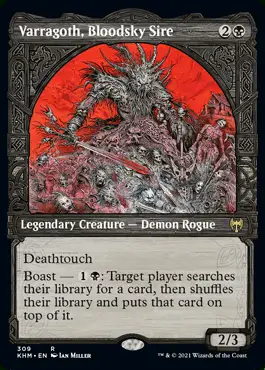 Varragoth, Bloodsky Sire 2
Legendary Creature — Demon Rogue
Deathtouch
Boast — 1 : Target player searches
their library for a card, then shuffles
their library and puts that card on
top of it.
2/3
309 R
KHM • EN IAN MILLER
™ & © 2021 Wizards of the Coast